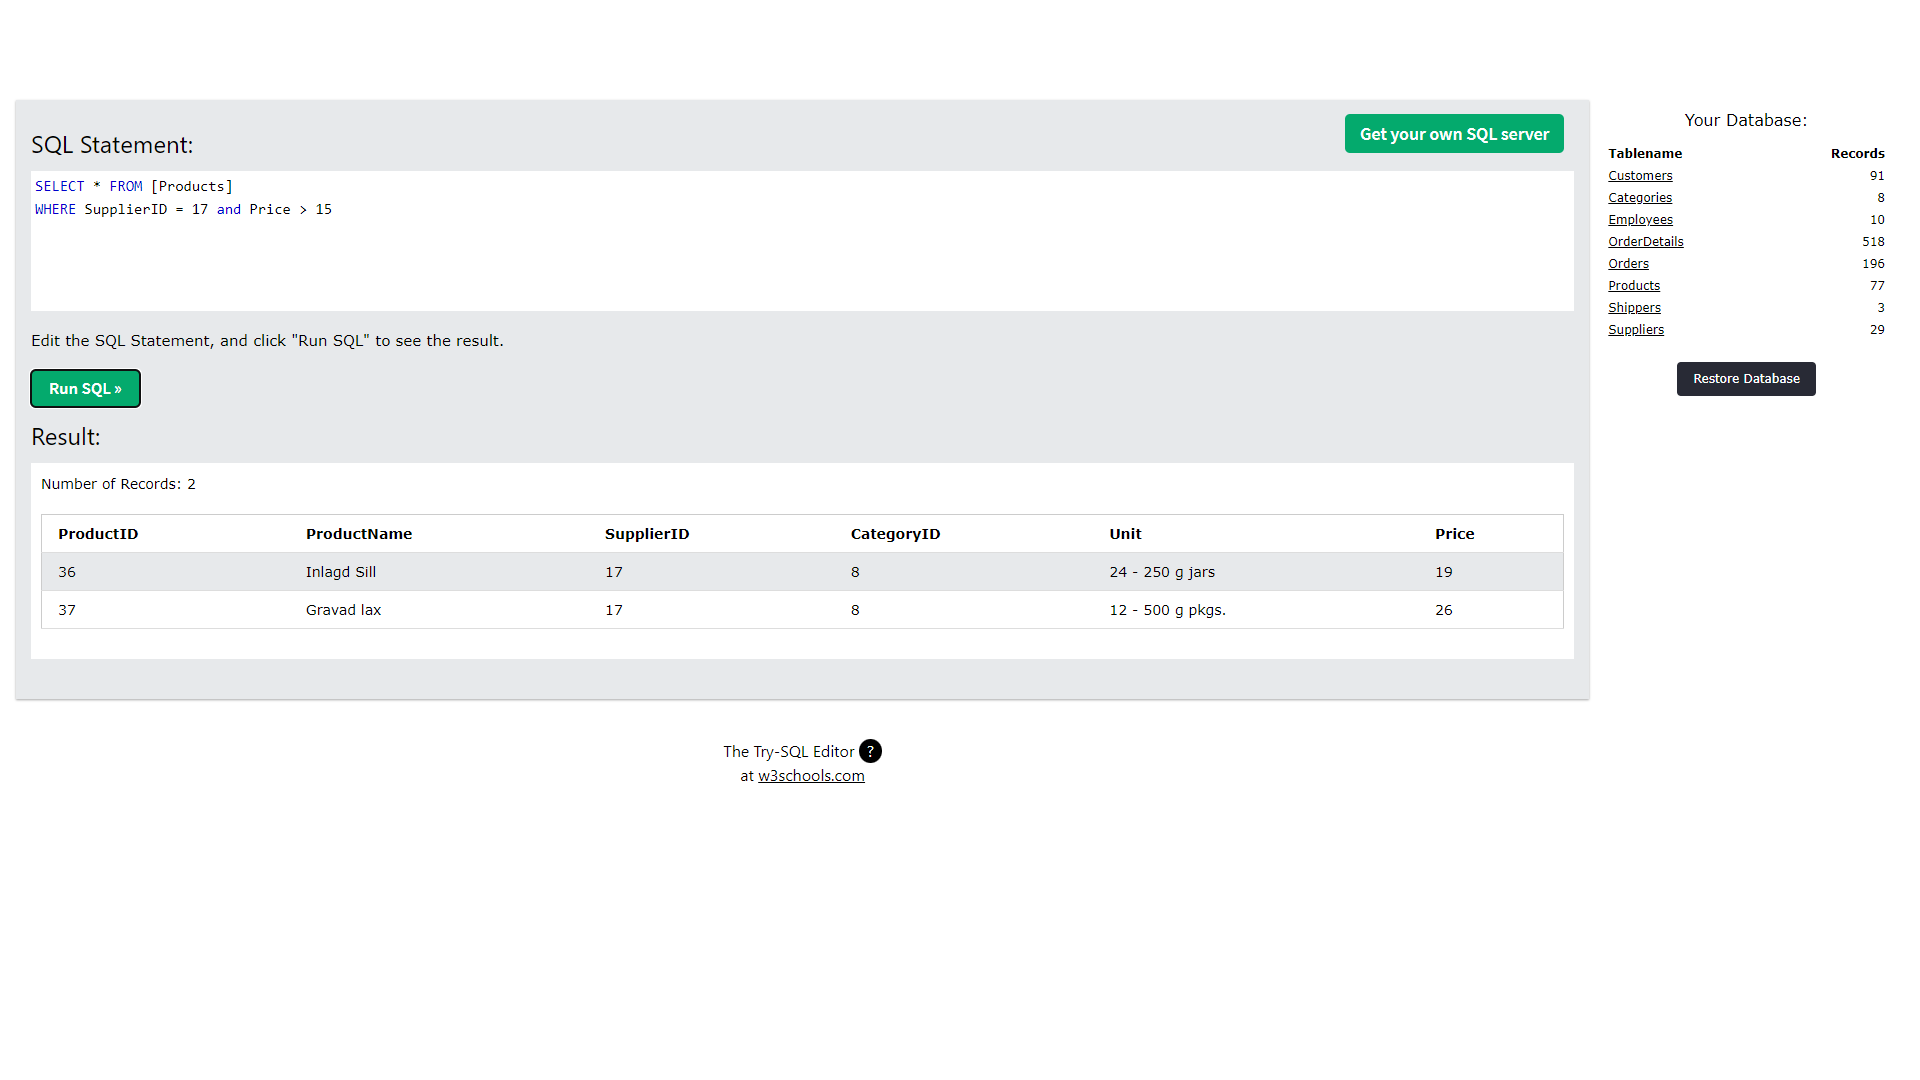 Get your own SQL server
SQL Statement:
SELECT * FROM [Products]
WHERE SupplierID = 17 and Price > 15
Edit the SQL Statement, and click "Run SQL" to see the result.
Run SQL »
Result:
Number of Records: 2
ProductID ProductName SupplierID CategoryID Unit Price
36 Inlagd Sill 17 8 24 - 250 g jars 19
37 Gravad lax 17 8 12 - 500 g pkgs. 26
Your Database:
Tablename Records
Customers 91
Categories 8
Employees 10
OrderDetails 518
Orders 196
Products 77
Shippers 3
Suppliers 29
Restore Database
The Try-SQL Editor ?
at w3schools.com